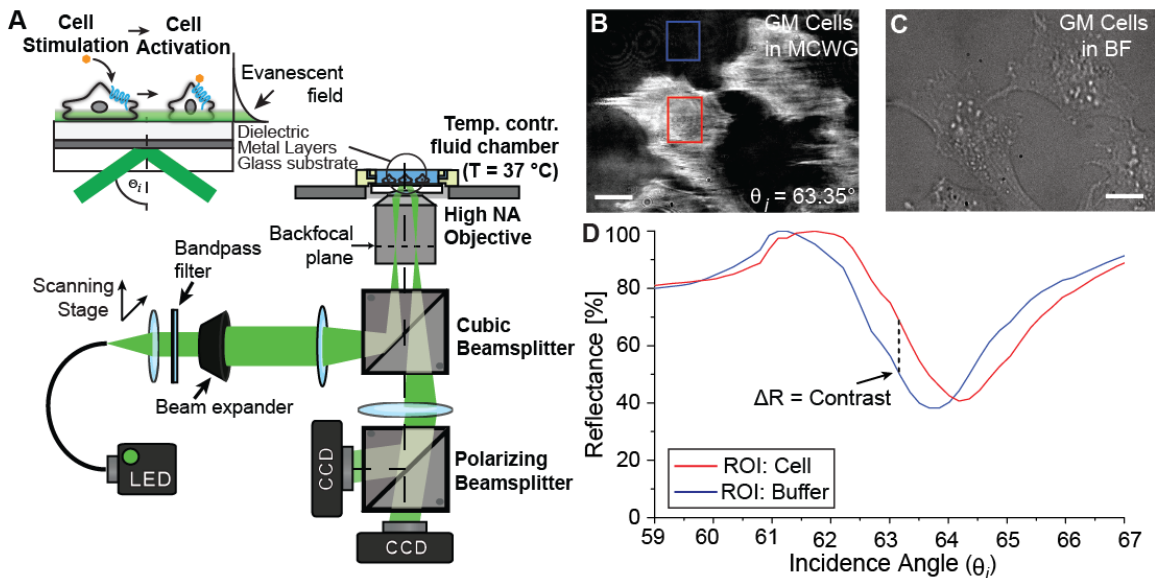 A
Cell
Stimulation
Cell
Activation
Evanescent
field
Dielectric
Metal Layers
Glass substrate
Θi
Temp. contr.
fluid chamber
(T = 37 °C)
High NA
Objective
Backfocal
plane
Bandpass
filter
Scanning
Stage
Cubic
Beamsplitter
Beam expander
LED
CCD
Polarizing
Beamsplitter
CCD
B
GM Cells
in MCWG
θi = 63.35°
C
GM Cells
in BF
D
Reflectance [%]
100
80
60
40
100
0
ΔR = Contrast
ROI: Cell
ROI: Buffer
59 60 61 62 63 64 65 66 67
Incidence Angle (θi)